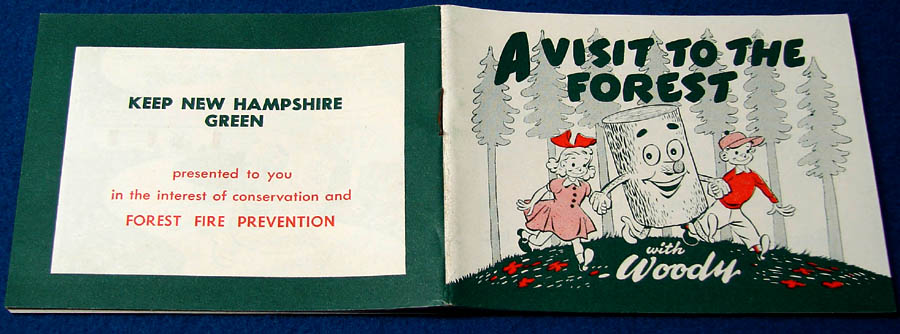 KEEP NEW HAMPSHIRE
GREEN
presented to you
in the interest of conservation and
FOREST FIRE PREVENTION
A VISIT TO THE
FOREST
with
Woody